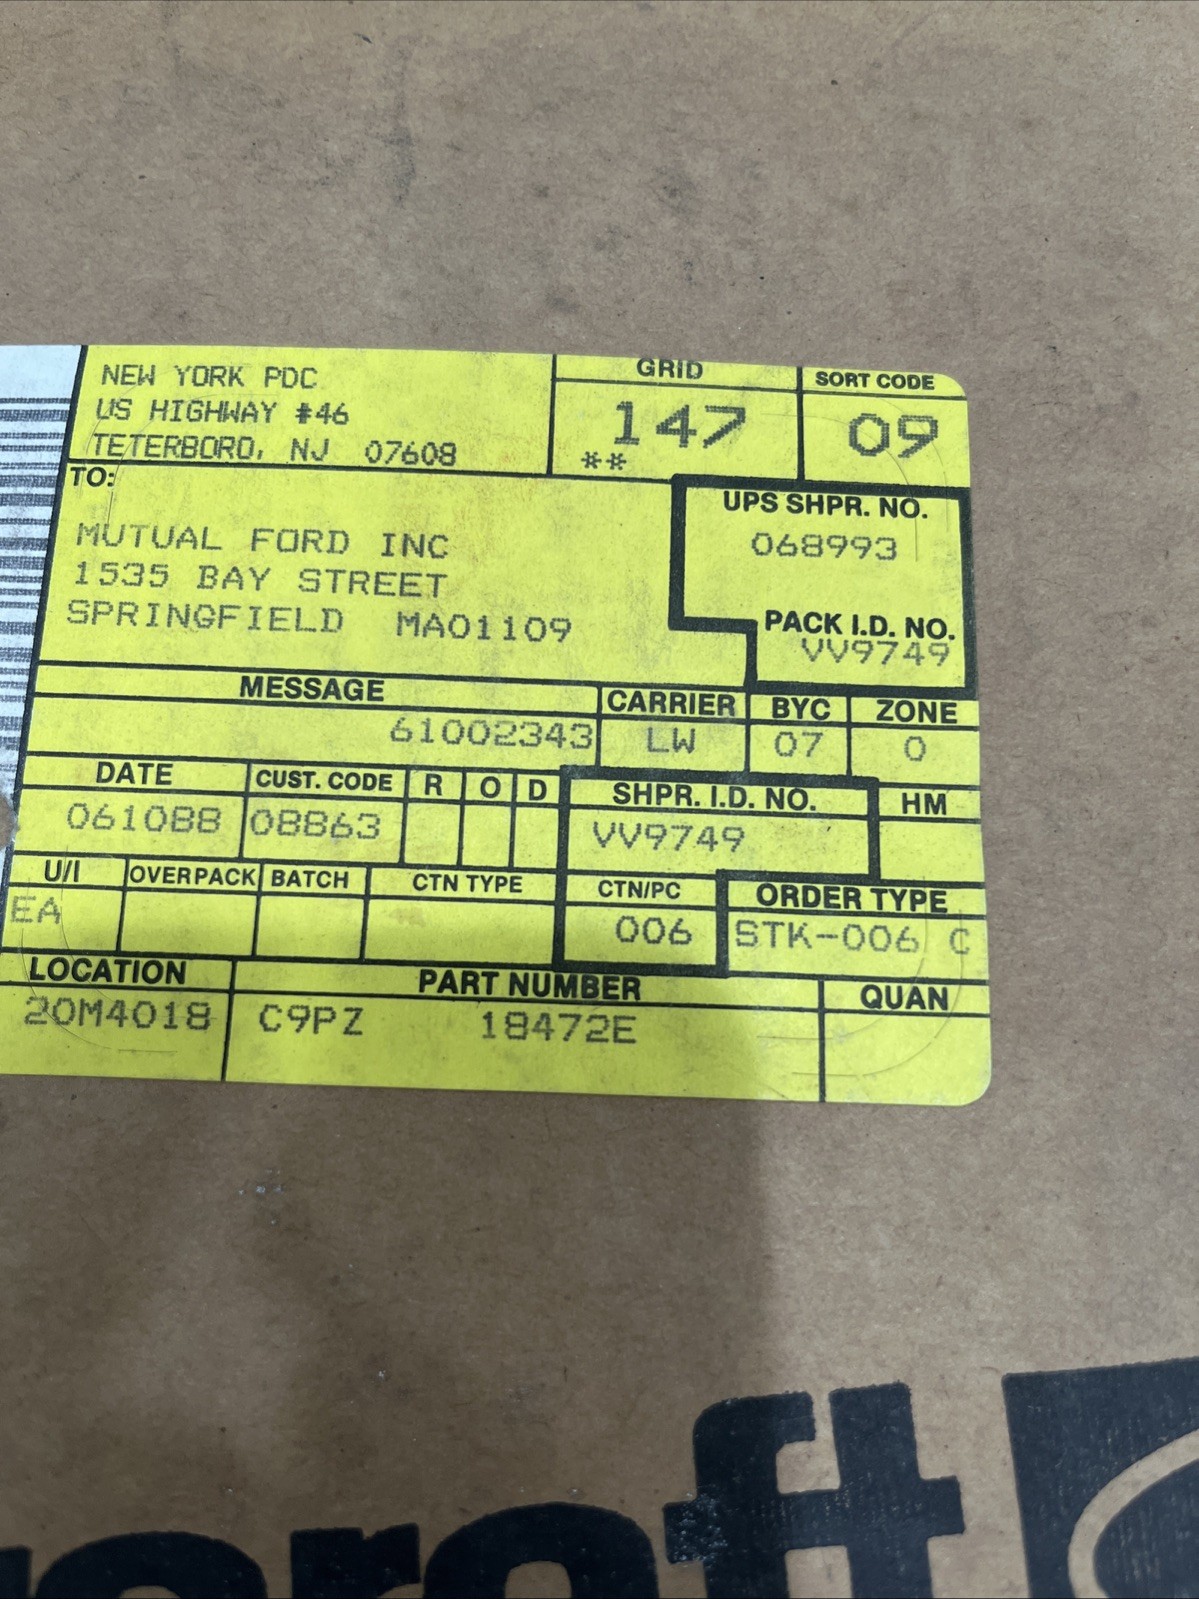 NEW YORK PDC
US HIGHWAY #46
TETERBORO, NJ 07608
GRID
147
**
SORT CODE
09
TO:
MUTUAL FORD INC
1535 BAY STREET
SPRINGFIELD MA01109
UPS SHPR. NO.
068993
PACK I.D. NO.
VV9749
MESSAGE
61002343
CARRIER
LW
BYC
07
ZONE
0
DATE
061088
CUST. CODE
08863
R
O
D
SHPR. I.D. NO.
VV9749
HM
U/I
EA
OVERPACK
BATCH
CTN TYPE
CTN/PC
006
ORDER TYPE
STK-006 C
LOCATION
20M4018
PART NUMBER
C9PZ 18472E
QUAN